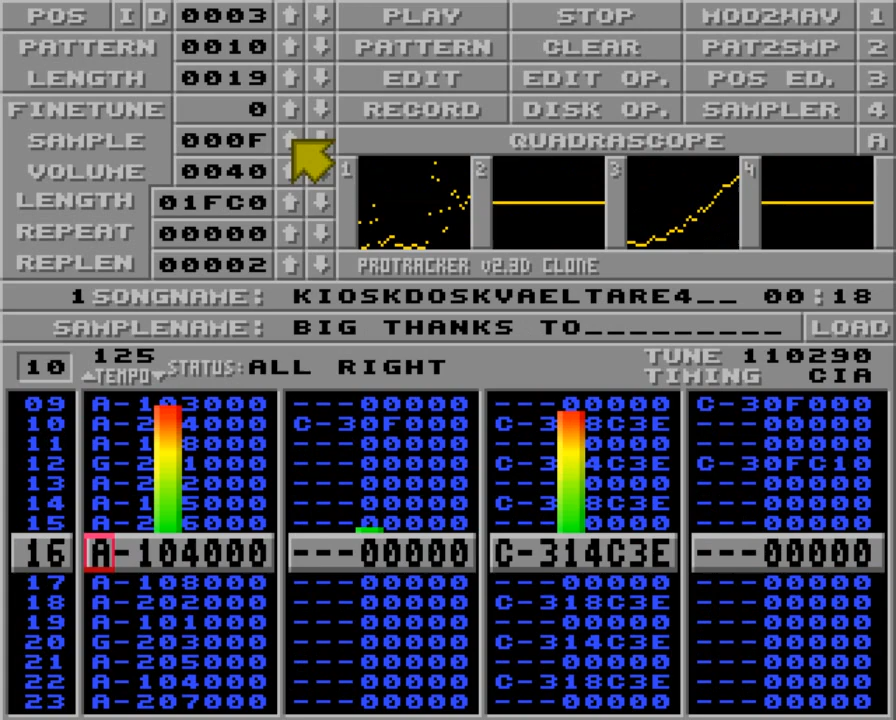 POS I D 0003 PLAY STOP MOD2WAV 1
PATTERN 0010 PATTERN CLEAR PAT2SMP 2
LENGTH 0019 EDIT EDIT OP. POS ED. 3
FINETUNE 0 RECORD DISK OP. SAMPLER 4
SAMPLE 000F QUADRASCOPE A
VOLUME 0040 1 2 3 4
LENGTH 01FC0
REPEAT 00000
REPLEN 00002 PROTRACKER v2.3D CLONE
1 SONGNAME: KIOSKDOSKVAELTARE4__ 00:18
SAMPLENAME: BIG THANKS TO_________ LOAD
10 125 TEMPO STATUS: ALL RIGHT TUNE 110290
TIMING CIA
09 ---00000 C-30F000
10 C-30F000 ---00000
11 ---00000 ---00000
12 ---00000 C-30FC10
13 ---00000 ---00000
14 ---00000 ---00000
15 ---00000
16 A-104000 ---00000 C-314C3E ---00000
17 A-108000 ---00000 ---00000 ---00000
18 A-202000 ---00000 C-318C3E ---00000
19 A-101000 ---00000 ---00000 ---00000
20 G-203000 ---00000 C-314C3E ---00000
21 A-205000 ---00000 ---00000 ---00000
22 A-104000 ---00000 C-318C3E ---00000
23 A-207000 ---00000 ---00000 ---00000